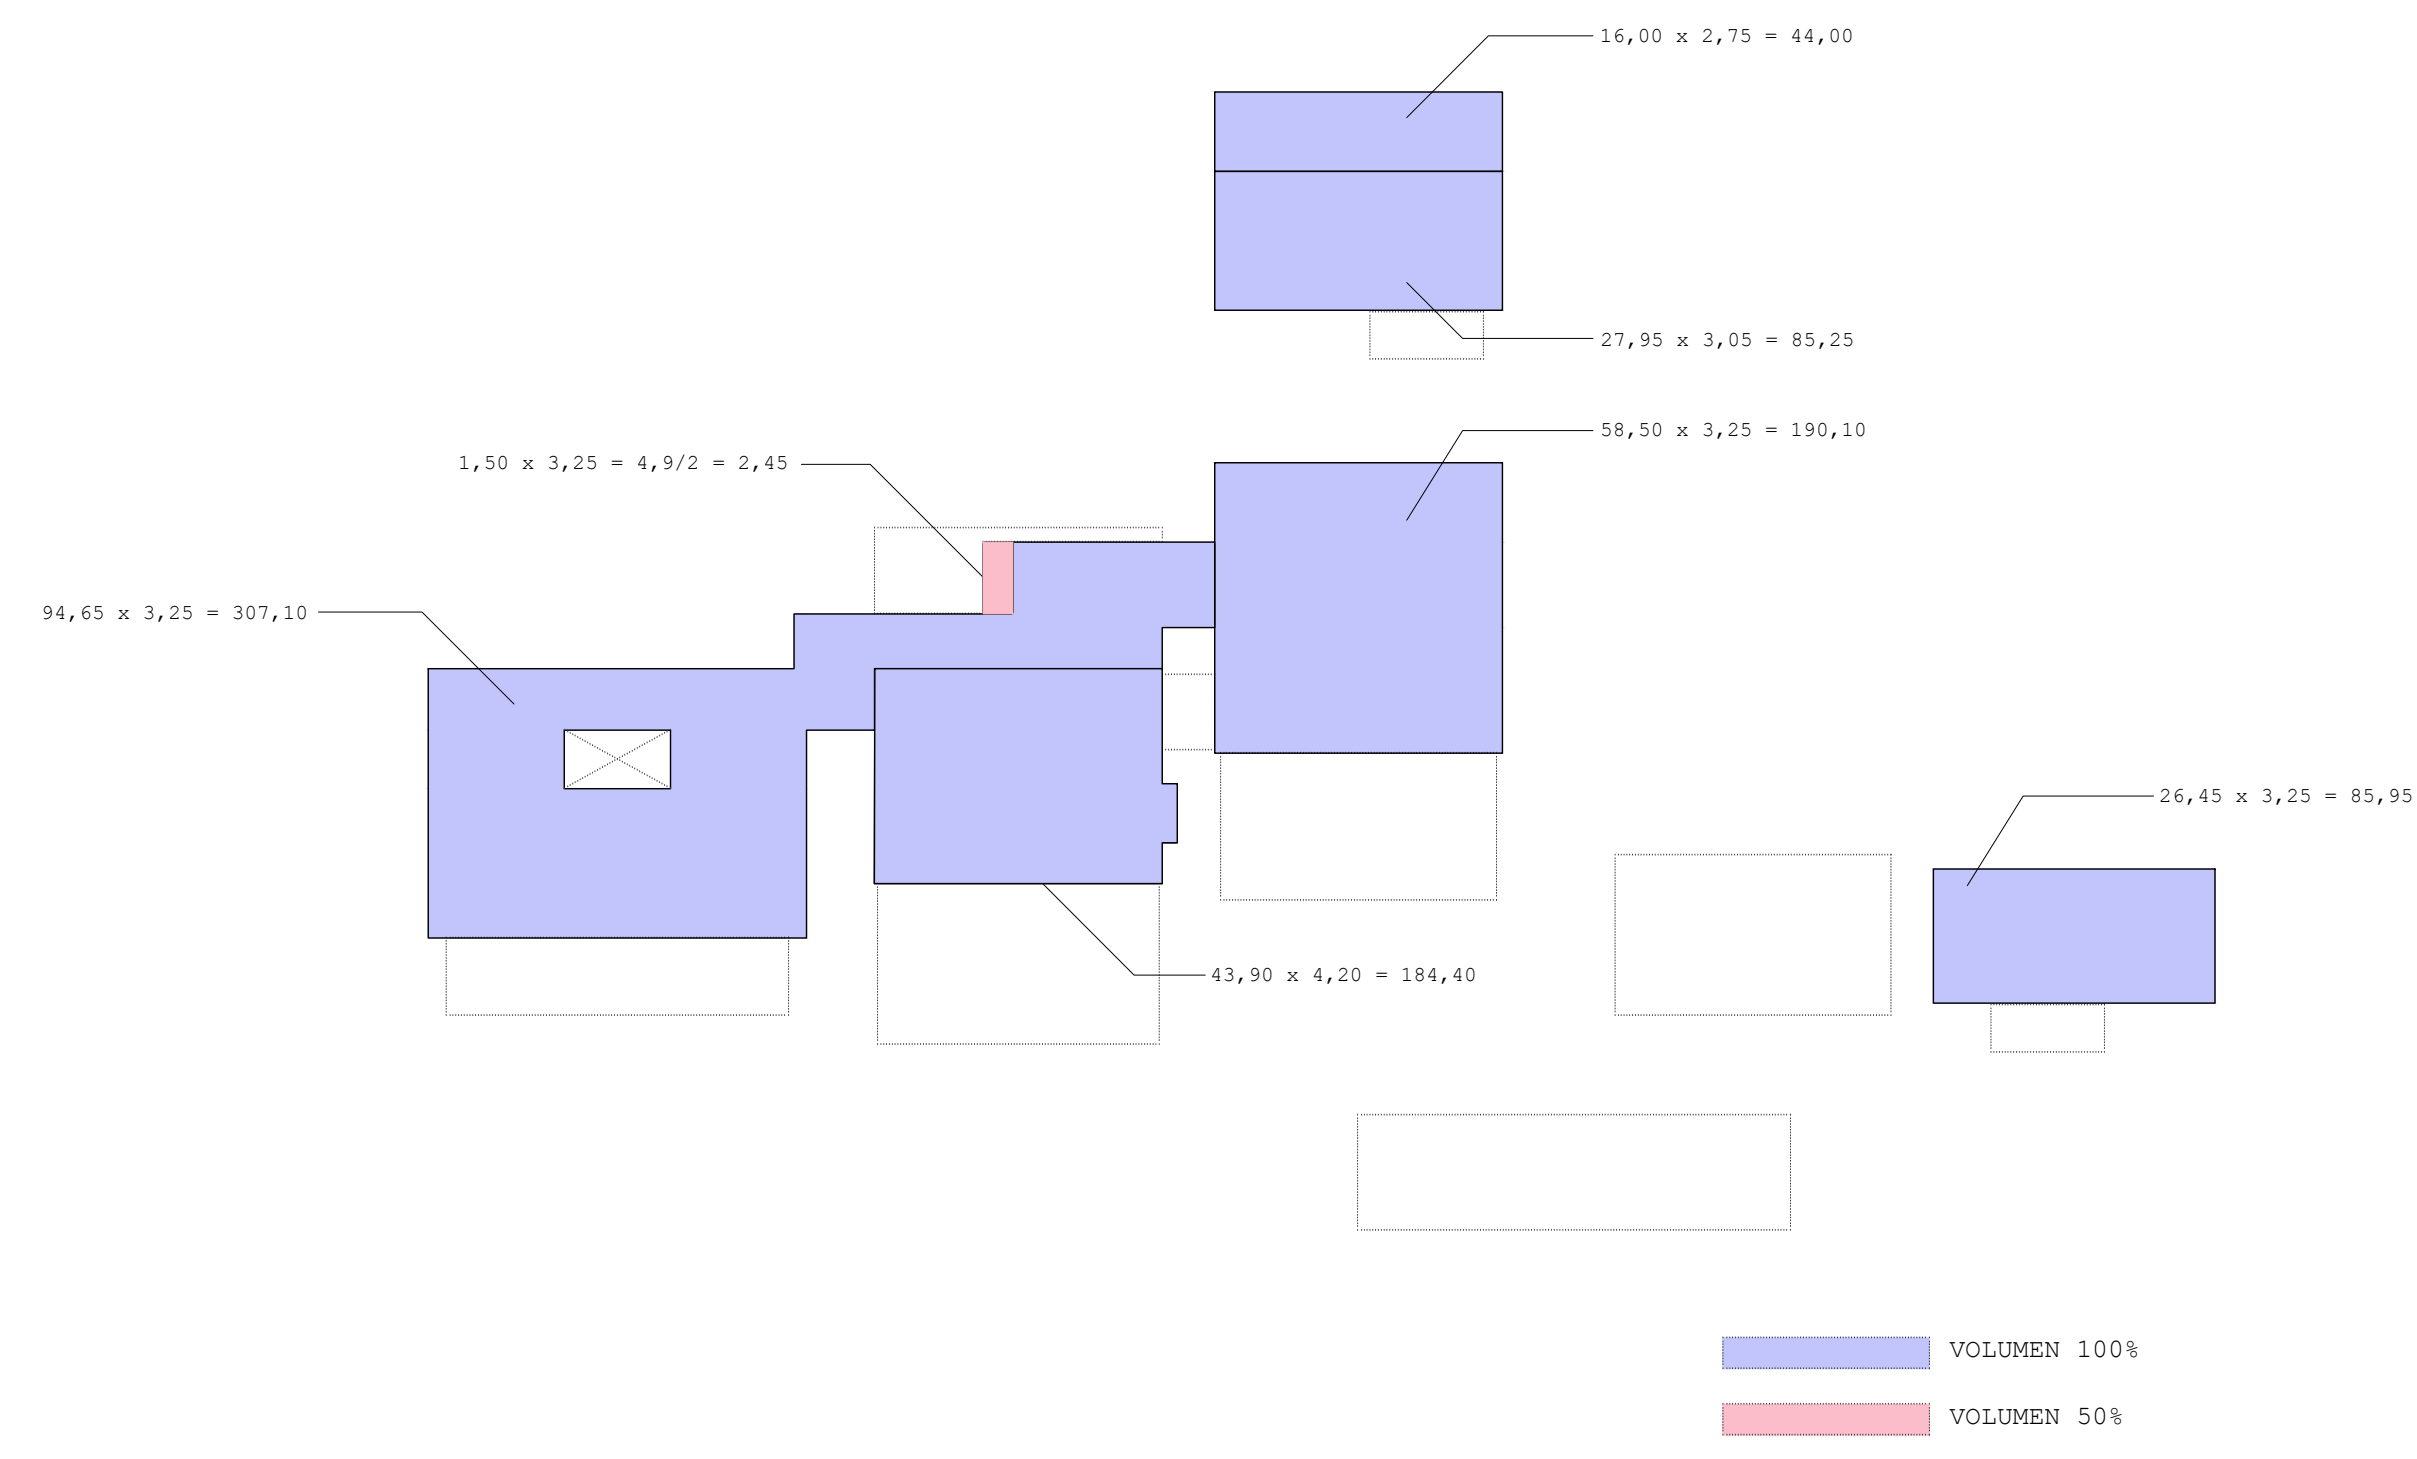 16,00 x 2,75 = 44,00
27,95 x 3,05 = 85,25
58,50 x 3,25 = 190,10
1,50 x 3,25 = 4,9/2 = 2,45
94,65 x 3,25 = 307,10
26,45 x 3,25 = 85,95
43,90 x 4,20 = 184,40
VOLUMEN 100%
VOLUMEN 50%